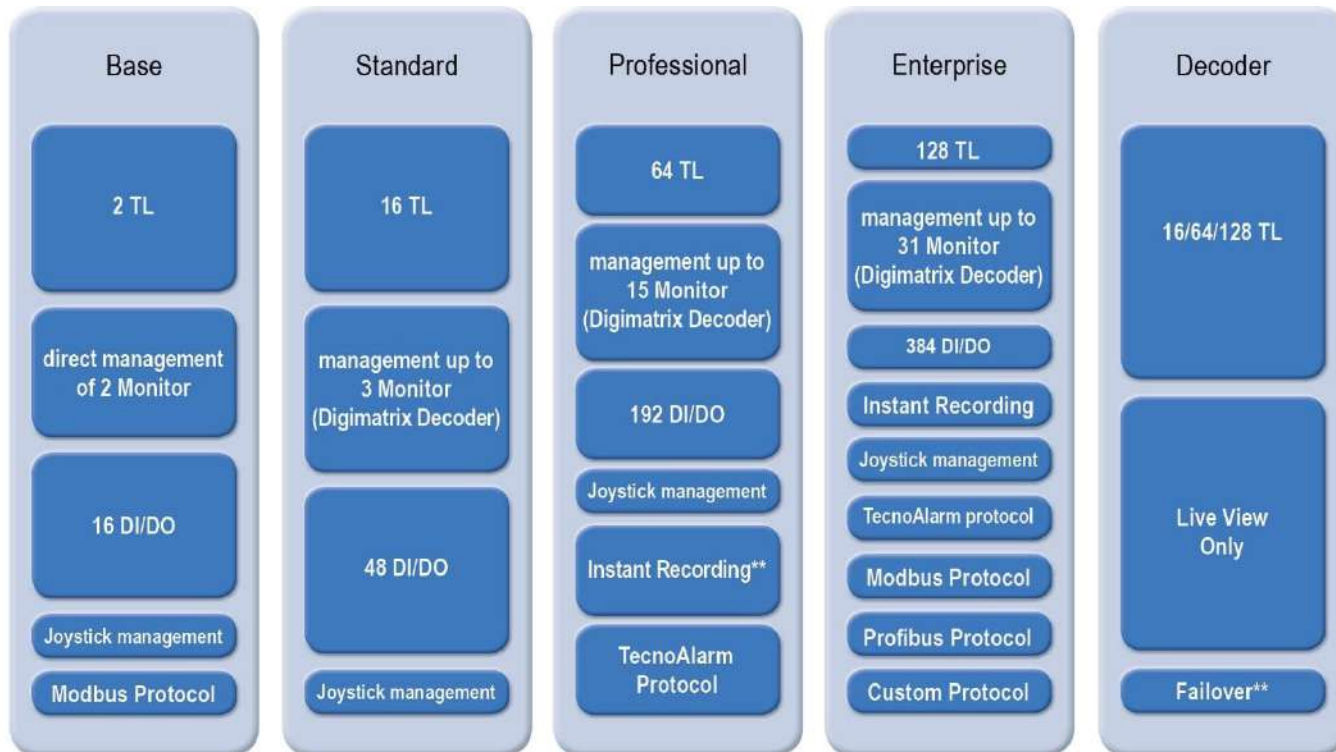 Base
2 TL
direct management
of 2 Monitor
16 DI/DO
Joystick management
Modbus Protocol
Standard
16 TL
management up to
3 Monitor
(Digimatrix Decoder)
48 DI/DO
Joystick management
Professional
64 TL
management up to
15 Monitor
(Digimatrix Decoder)
192 DI/DO
Joystick management
Instant Recording**
TecnoAlarm
Protocol
Enterprise
128 TL
management up to
31 Monitor
(Digimatrix Decoder)
384 DI/DO
Instant Recording
Joystick management
TecnoAlarm protocol
Modbus Protocol
Profibus Protocol
Custom Protocol
Decoder
16/64/128 TL
Live View
Only
Failover**